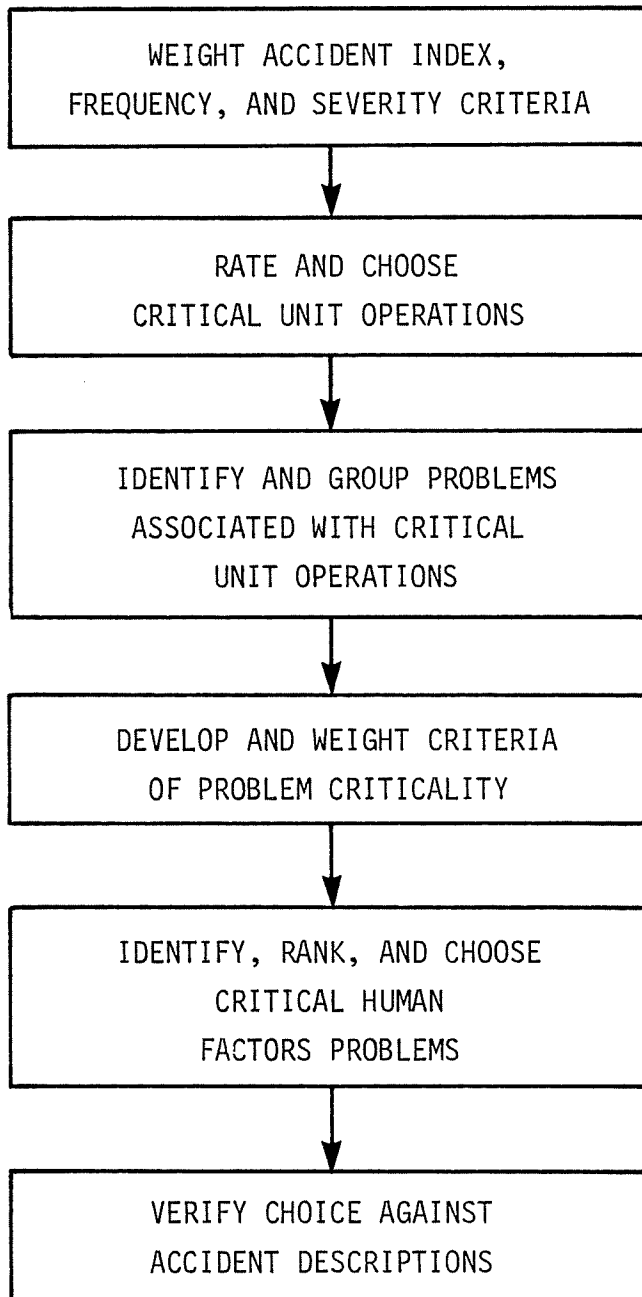 WEIGHT ACCIDENT INDEX,
FREQUENCY, AND SEVERITY CRITERIA
RATE AND CHOOSE
CRITICAL UNIT OPERATIONS
IDENTIFY AND GROUP PROBLEMS
ASSOCIATED WITH CRITICAL
UNIT OPERATIONS
DEVELOP AND WEIGHT CRITERIA
OF PROBLEM CRITICALITY
IDENTIFY, RANK, AND CHOOSE
CRITICAL HUMAN
FACTORS PROBLEMS
VERIFY CHOICE AGAINST
ACCIDENT DESCRIPTIONS